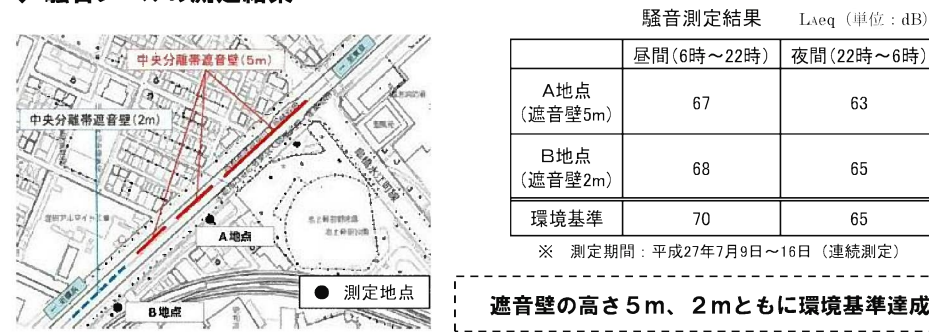 騒音測定結果 LAeq（単位：dB）
昼間(6時～22時) 夜間(22時～6時)
A地点
(遮音壁5m)
67 63
B地点
(遮音壁2m)
68 65
環境基準 70 65
※ 測定期間：平成27年7月9日～16日（連続測定）
遮音壁の高さ５ｍ、２ｍともに環境基準達成
中央分離帯遮音壁(5m)
中央分離帯遮音壁(2m)
A地点
B地点
● 測定地点